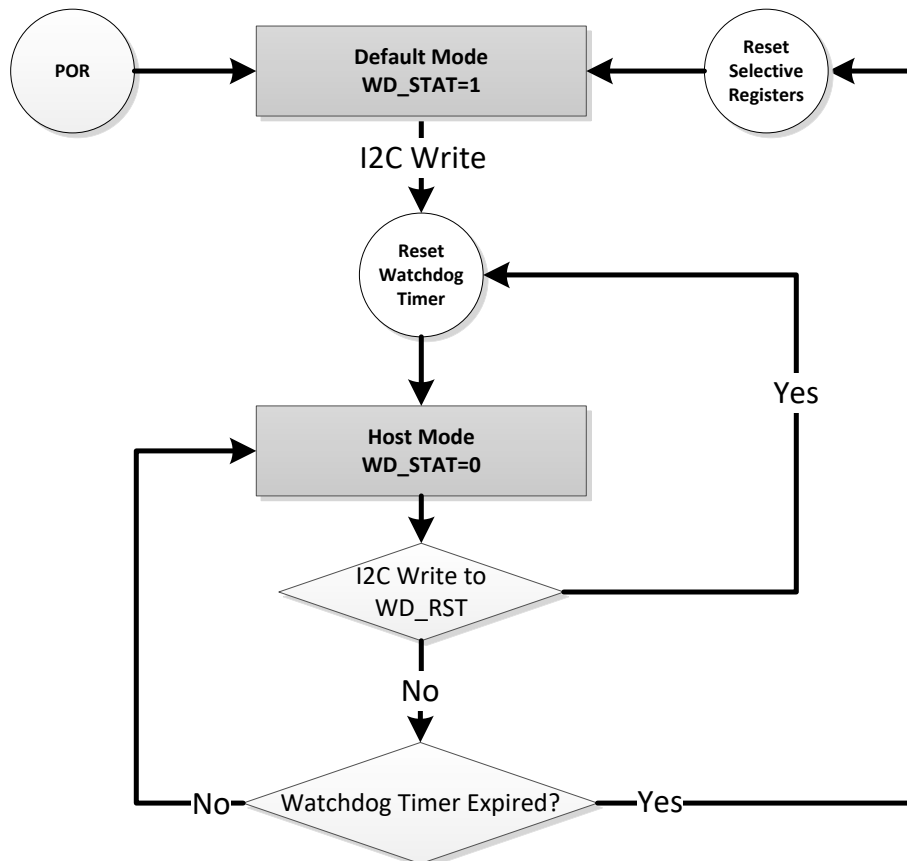 POR
Default Mode
WD_STAT=1
Reset
Selective
Registers
I2C Write
Reset
Watchdog
Timer
Yes
Host Mode
WD_STAT=0
I2C Write to
WD_RST
No
No
Watchdog Timer Expired?
Yes